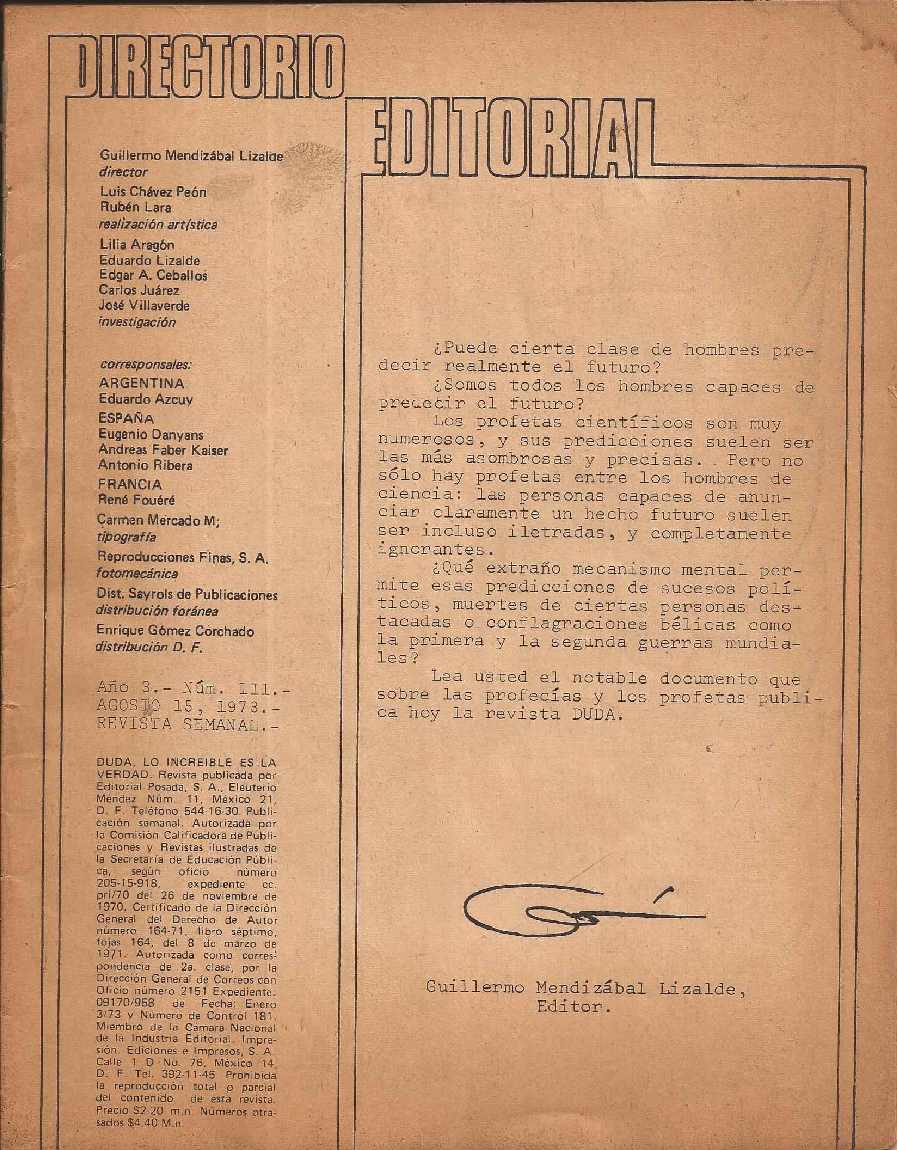 DIRECTORIO
Guillermo Mendizábal Lizalde
director
Luis Chávez Peón
Rubén Lara
realización artística
Lilia Aragón
Eduardo Lizalde
Edgar A. Ceballos
Carlos Juárez
José Villaverde
investigación
corresponsales:
ARGENTINA
Eduardo Azcuy
ESPAÑA
Eugenio Danyans
Andreas Faber Kaiser
Antonio Ribera
FRANCIA
René Fouéré
Carmen Mercado M;
tipografía
Reproducciones Finas, S. A.
fotomecánica
Dist. Sayrols de Publicaciones
distribución foránea
Enrique Gómez Corchado
distribución D. F.
Año 3.- Núm. III.-
AGOSTO 15, 1973.-
REVISTA SEMANAL.-
DUDA, LO INCREIBLE ES LA
VERDAD. Revista publicada por
Editorial Posada, S. A., Eleuterio
Méndez Núm. 11, México 21,
D. F. Teléfono 544-16-30. Publi-
cación semanal. Autorizada por
la Comisión Calificadora de Publi-
caciones y Revistas ilustradas de
la Secretaría de Educación Públi-
ca, según oficio número
205-15-918, expediente cc.
pri/70 del 26 de noviembre de
1970. Certificado de la Dirección
General del Derecho de Autor
número 164-71, libro séptimo,
fojas 164, del 8 de marzo de
1971. Autorizada como corres-
pondencia de 2a. clase, por la
Dirección General de Correos con
Oficio número 2151 Expediente.
09170/968 de Fecha: Enero
3-73 y Número de Control 181.
Miembro de la Cámara Nacional
de la Industria Editorial. Impre-
sión: Ediciones e Impresos, S. A.
Calle 1 D No. 76, México 14,
D. F. Tel. 392-11-45 Prohibida
la reproducción total o parcial
del contenido de esta revista.
Precio $2.20 m.n. Números atra-
sados $4.40 M.n.
EDITORIAL
¿Puede cierta clase de hombres pre-
decir realmente el futuro?
¿Somos todos los hombres capaces de
predecir el futuro?
Los profetas científicos son muy
numerosos, y sus predicciones suelen ser
las más asombrosas y precisas. Pero no
sólo hay profetas entre los hombres de
ciencia: las personas capaces de anun-
ciar claramente un hecho futuro suelen
ser incluso iletradas, y completamente
ignorantes.
¿Qué extraño mecanismo mental per-
mite esas predicciones de sucesos polí-
ticos, muertes de ciertas personas des-
tacadas o conflagraciones bélicas como
la primera y la segunda guerras mundia-
les?
Lea usted el notable documento que
sobre las profecías y los profetas publi-
ca hoy la revista DUDA.
Guillermo Mendizábal Lizalde,
Editor.